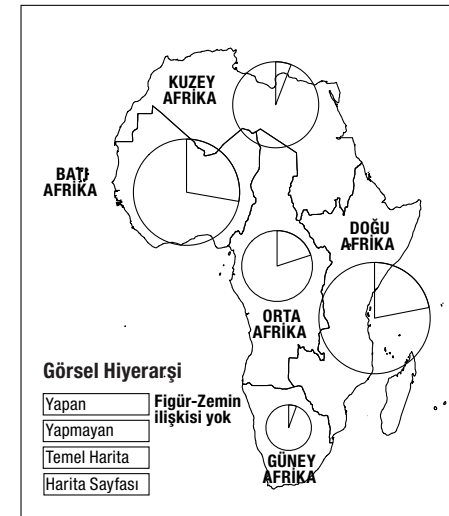 KUZEY
AFRİKA
BATI
AFRİKA
DOĞU
AFRİKA
ORTA
AFRİKA
Görsel Hiyerarşi
Yapan
Figür-Zemin
ilişkisi yok
Yapmayan
Temel Harita
Harita Sayfası
GÜNEY
AFRİKA